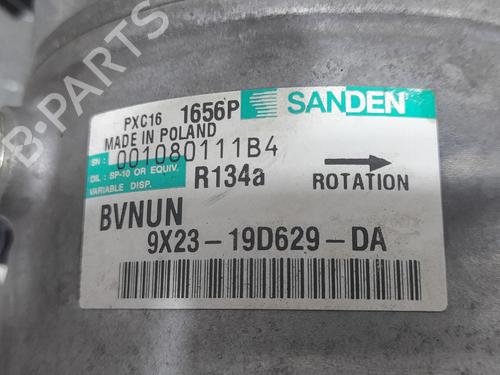 B-PARTS
PXC16 1656P SANDEN
MADE IN POLAND
SN : 001080111B4
OIL : SP-10 OR EQUIV.
VARIABLE DISP. R134a ROTATION
BVNUN
9X23-19D629-DA